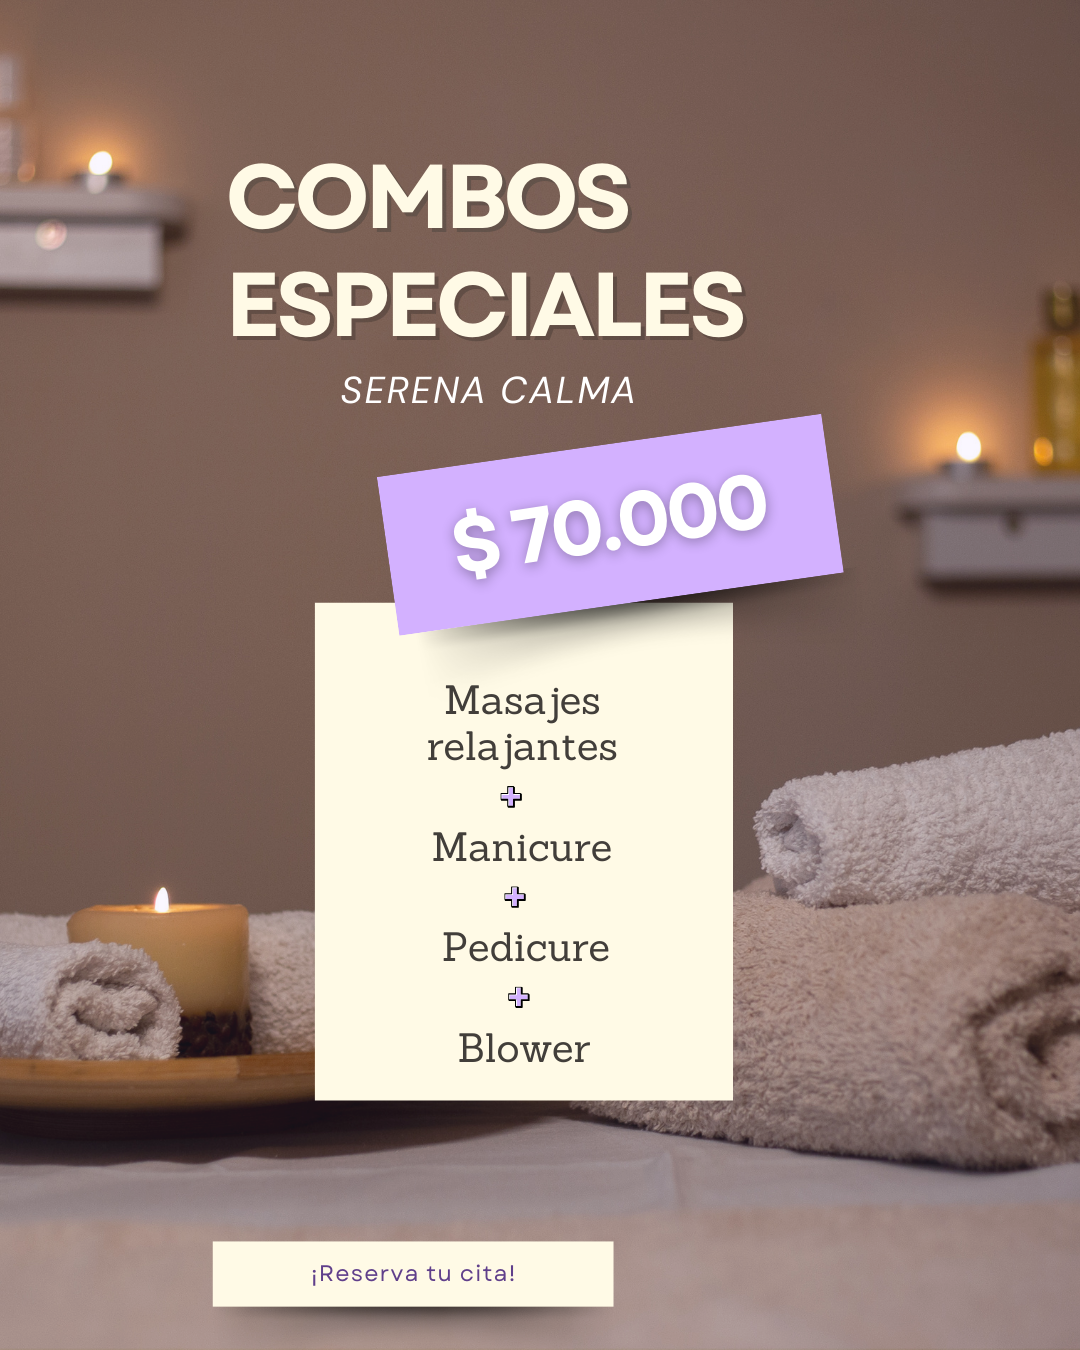 COMBOS
ESPECIALES
SERENA CALMA
$ 70.000
Masajes
relajantes
+
Manicure
+
Pedicure
+
Blower
¡Reserva tu cita!